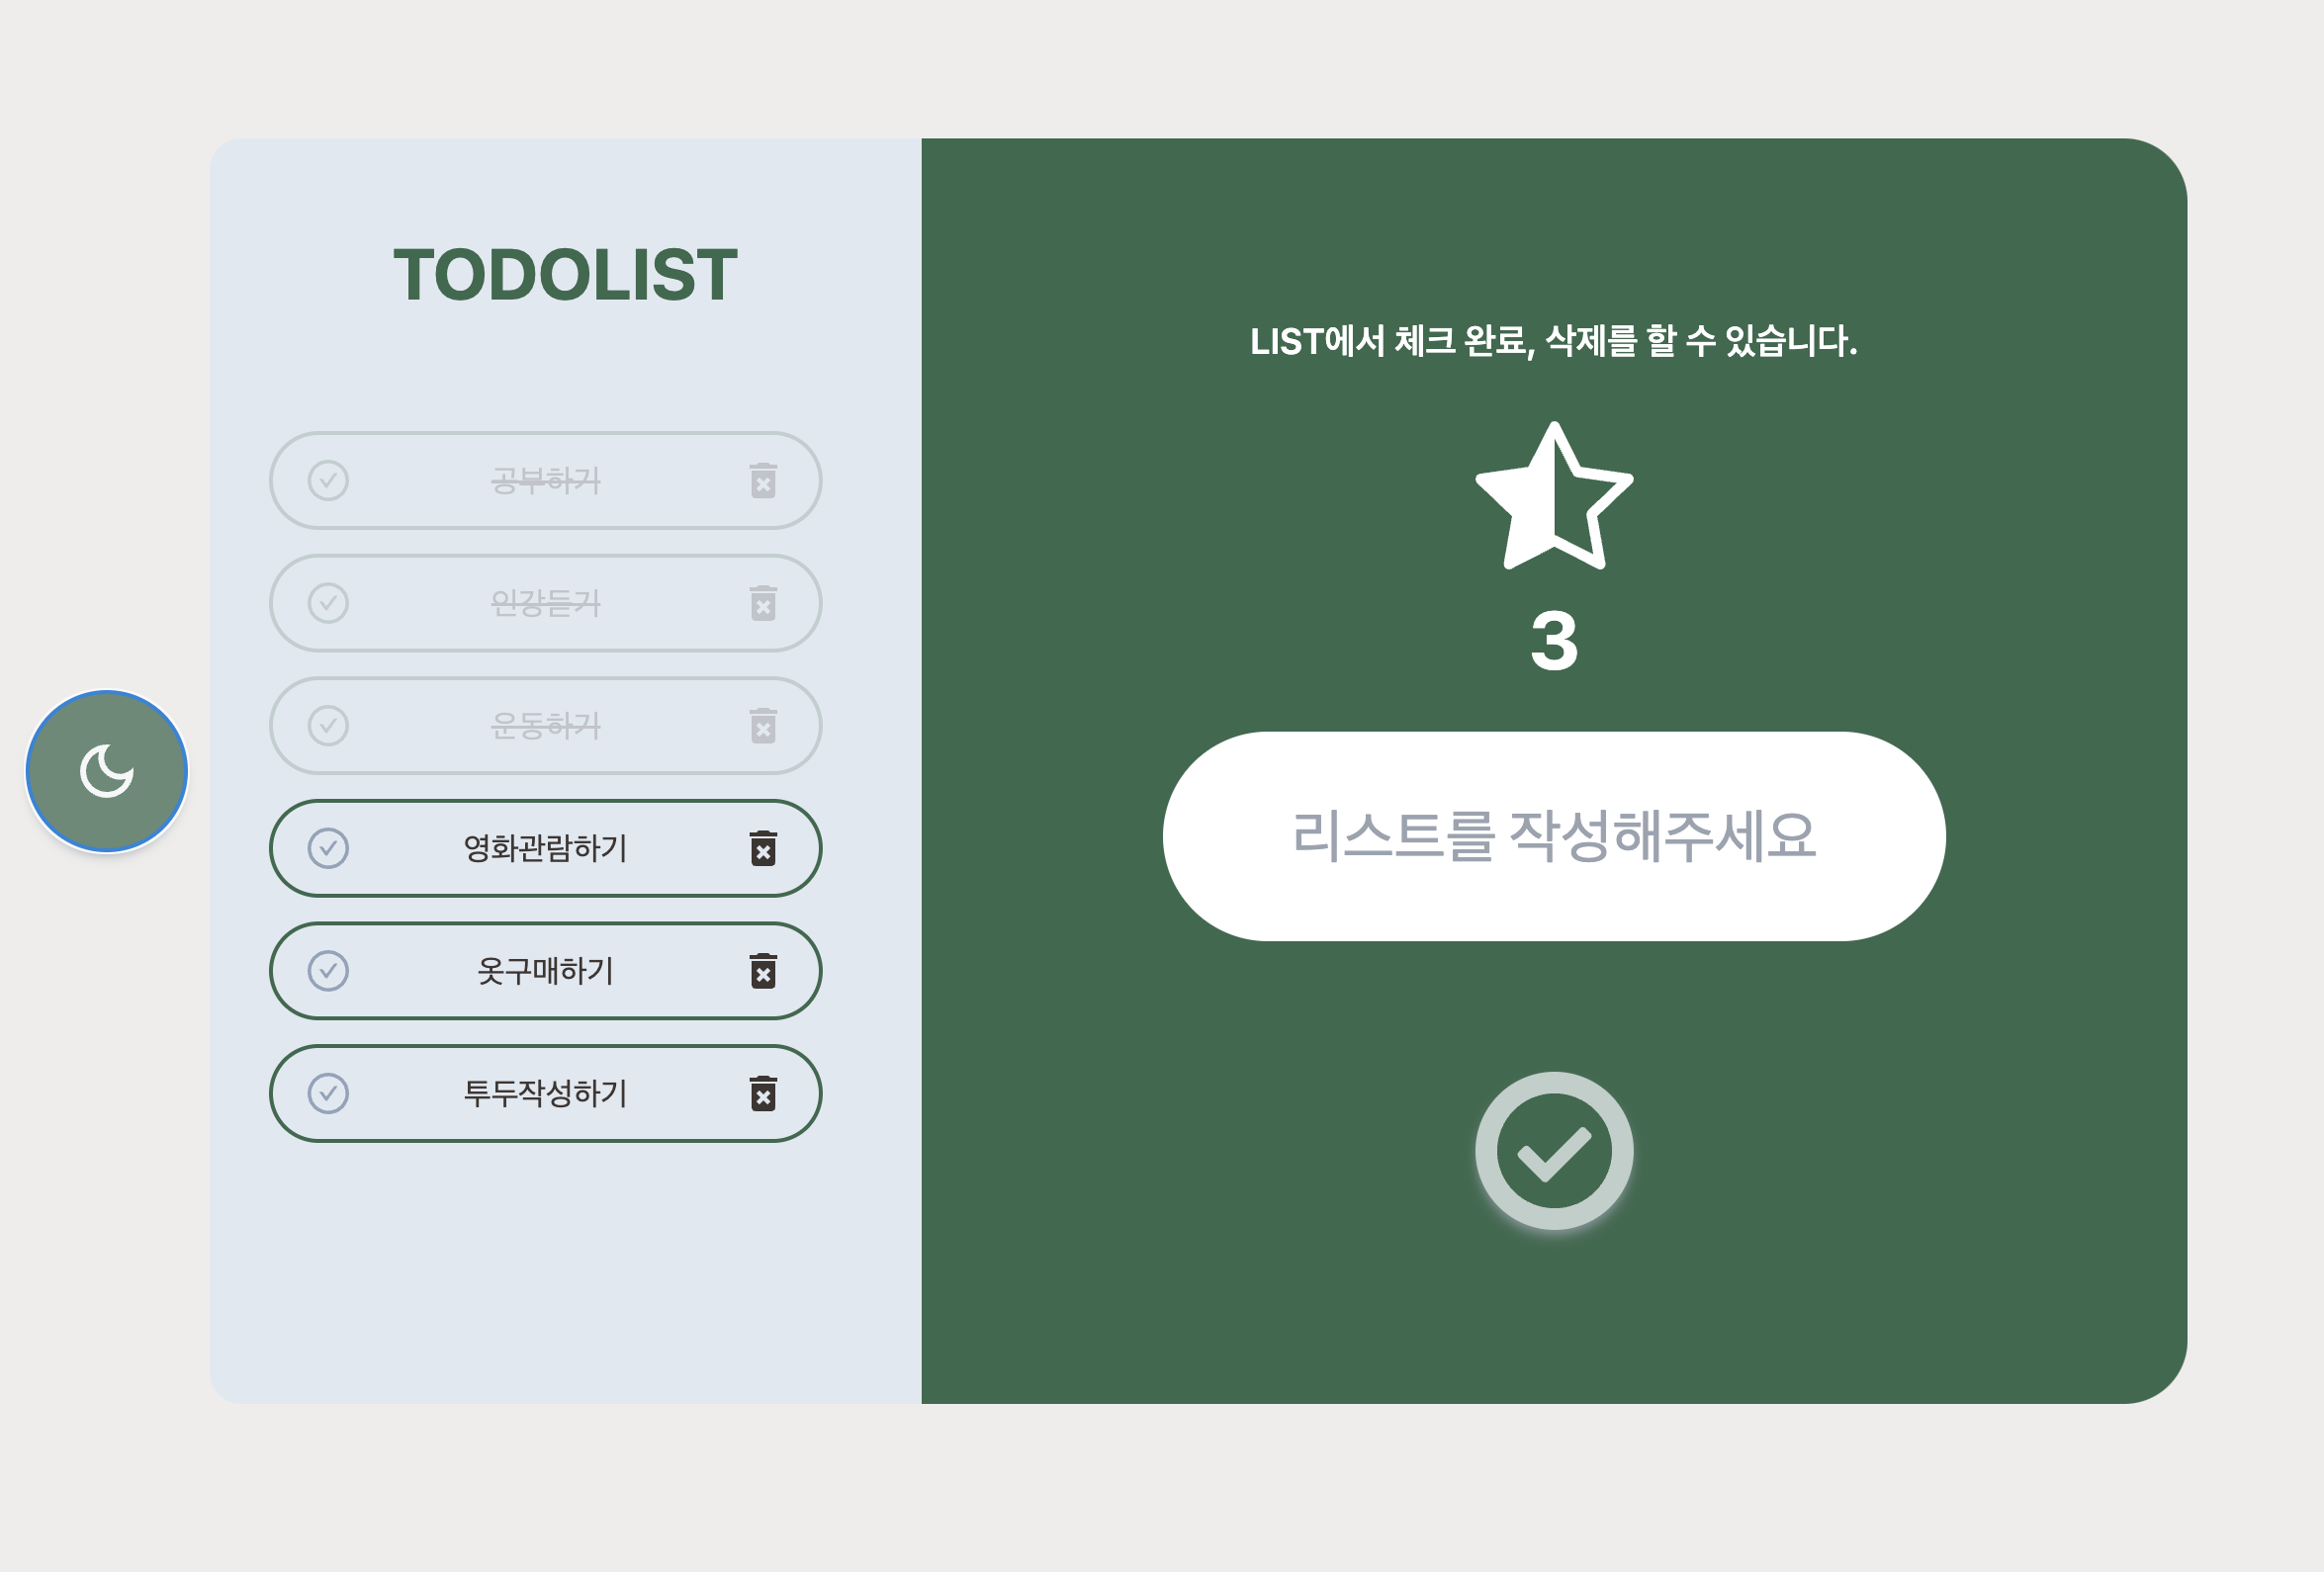 TODOLIST
공부하기
인강듣기
운동하기
영화관람하기
옷구매하기
투두작성하기
LIST에서 체크 완료, 삭제를 할 수 있습니다.
3
리스트를 작성해주세요